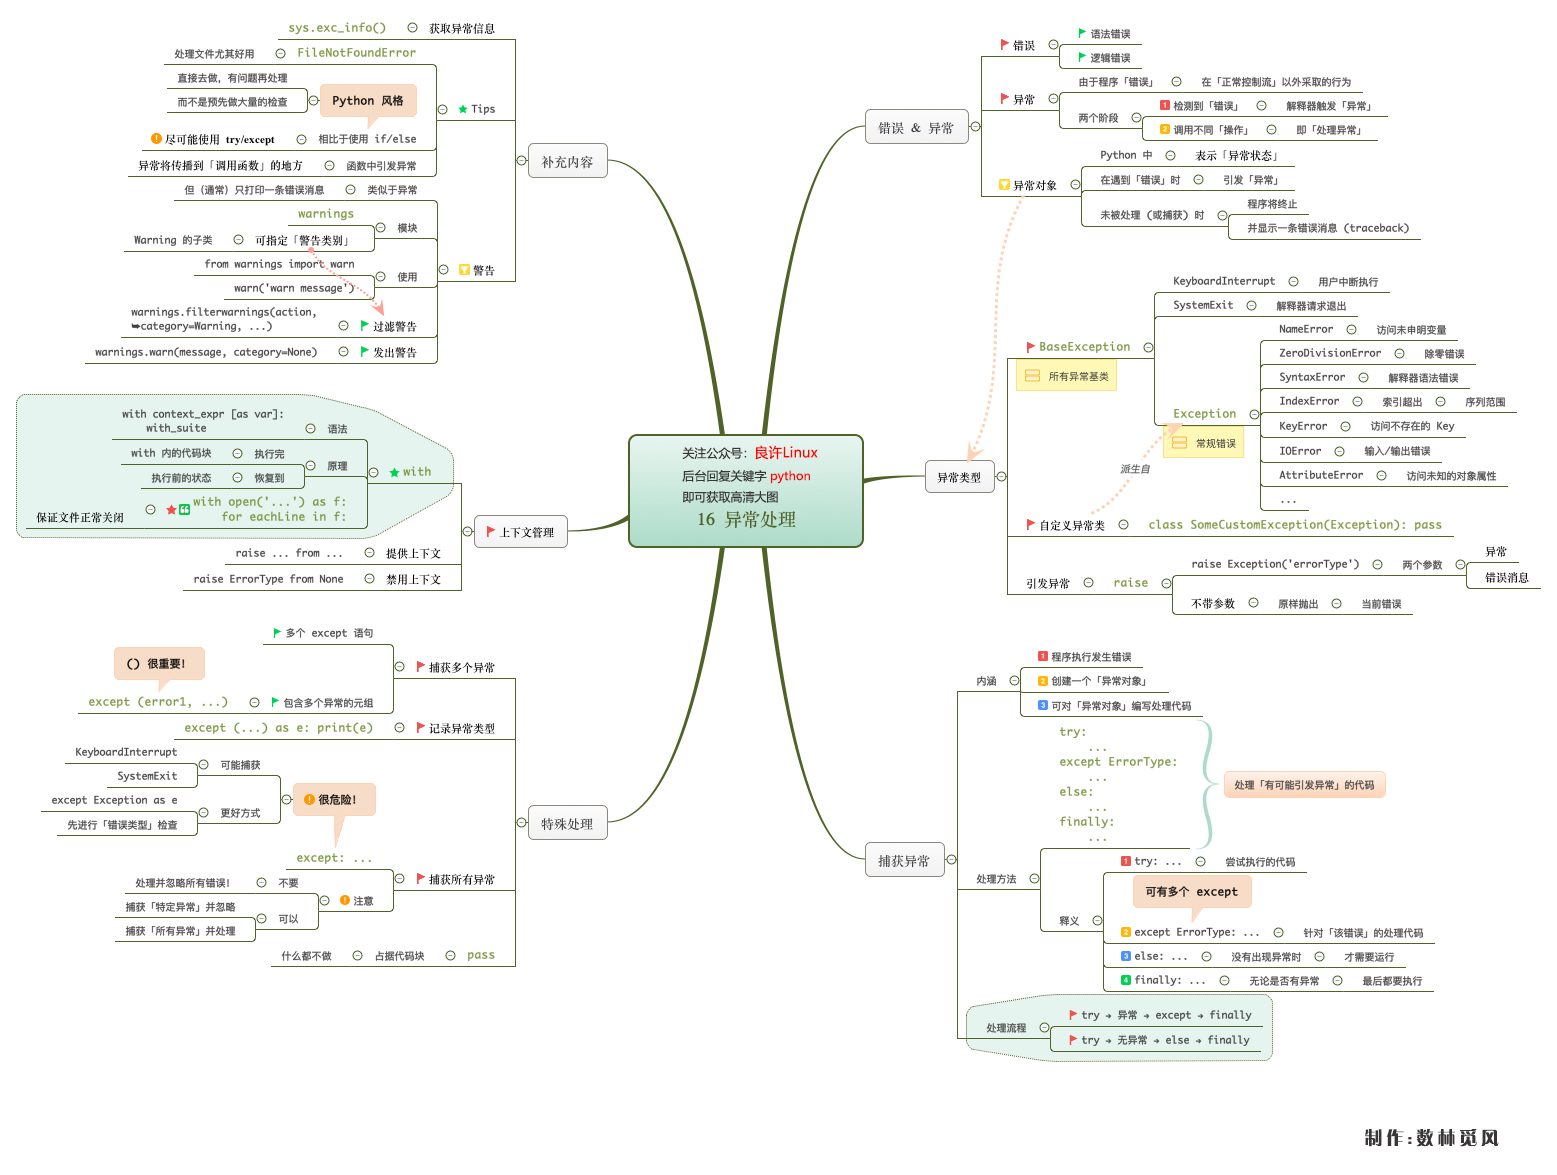 关注公众号：良许Linux
后台回复关键字 python
即可获取高清大图
16 异常处理
错误 & 异常
错误
语法错误
逻辑错误
异常
由于程序「错误」
在「正常控制流」以外采取的行为
两个阶段
1 检测到「错误」
解释器触发「异常」
2 调用不同「操作」
即「处理异常」
异常对象
Python 中
表示「异常状态」
在遇到「错误」时
引发「异常」
未被处理 (或捕获) 时
程序将终止
并显示一条错误消息 (traceback)
异常类型
BaseException
所有异常基类
KeyboardInterrupt
用户中断执行
SystemExit
解释器请求退出
Exception
常规错误
NameError
访问未申明变量
ZeroDivisionError
除零错误
SyntaxError
解释器语法错误
IndexError
索引超出
序列范围
KeyError
访问不存在的 Key
IOError
输入/输出错误
AttributeError
访问未知的对象属性
...
派生自
自定义异常类
class SomeCustomException(Exception): pass
引发异常
raise
raise Exception('errorType')
两个参数
异常
错误消息
不带参数
原样抛出
当前错误
捕获异常
内涵
1 程序执行发生错误
2 创建一个「异常对象」
3 可对「异常对象」编写处理代码
处理方法
try:
...
except ErrorType:
...
else:
...
finally:
...
处理「有可能引发异常」的代码
释义
1 try: ...
尝试执行的代码
可有多个 except
2 except ErrorType: ...
针对「该错误」的处理代码
3 else: ...
没有出现异常时
才需要运行
4 finally: ...
无论是否有异常
最后都要执行
处理流程
try → 异常 → except → finally
try → 无异常 → else → finally
补充内容
获取异常信息
sys.exc_info()
Tips
FileNotFoundError
处理文件尤其好用
Python 风格
直接去做，有问题再处理
而不是预先做大量的检查
相比于使用 if/else
尽可能使用 try/except
函数中引发异常
异常将传播到「调用函数」的地方
警告
类似于异常
但（通常）只打印一条错误消息
模块
warnings
可指定「警告类别」
Warning 的子类
使用
from warnings import warn
warn('warn message')
过滤警告
warnings.filterwarnings(action,
➥category=Warning, ...)
发出警告
warnings.warn(message, category=None)
上下文管理
with
语法
with context_expr [as var]:
with_suite
原理
执行完
with 内的代码块
恢复到
执行前的状态
with open('...') as f:
for eachLine in f:
保证文件正常关闭
提供上下文
raise ... from ...
禁用上下文
raise ErrorType from None
特殊处理
捕获多个异常
多个 except 语句
包含多个异常的元组
except (error1, ...)
() 很重要！
记录异常类型
except (...) as e: print(e)
捕获所有异常
except: ...
很危险！
可能捕获
KeyboardInterrupt
SystemExit
更好方式
except Exception as e
先进行「错误类型」检查
注意
不要
处理并忽略所有错误！
可以
捕获「特定异常」并忽略
捕获「所有异常」并处理
pass
占据代码块
什么都不做
制作：数林觅风